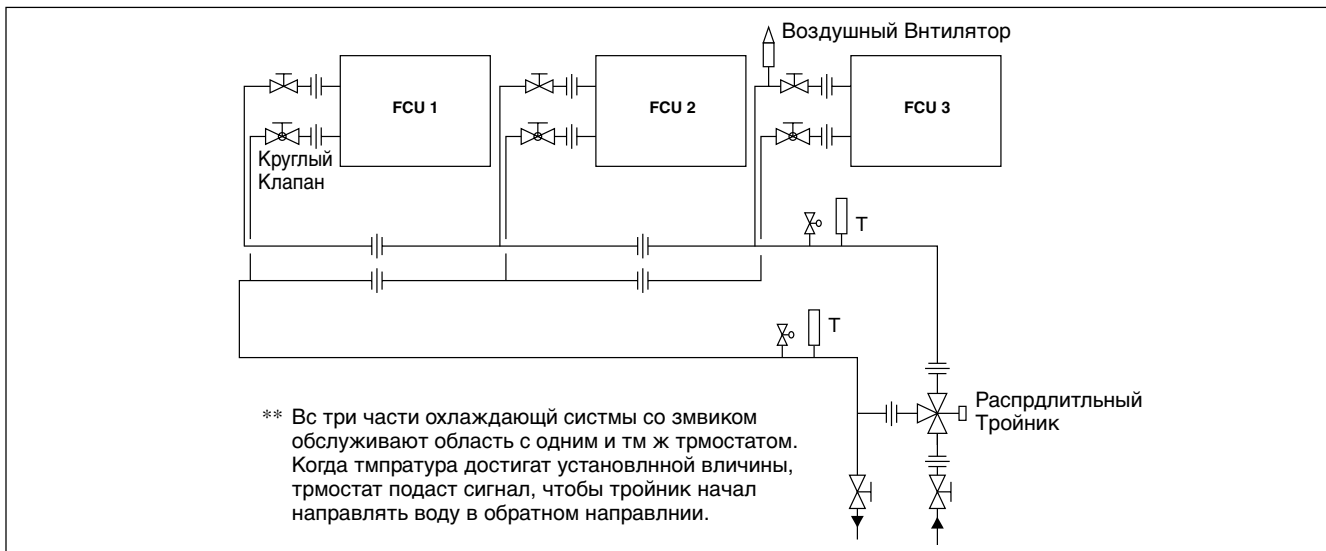 Воздушный Внтилятор
FCU 1
FCU 2
FCU 3
Круглый
Клапан
T
T
Распрдлитльный
Тройник
** Вс три части охлаждающй систмы со змвиком
обслуживают область с одним и тм ж трмостатом.
Когда тмпратура достигат установлнной вличины,
трмостат подаст сигнал, чтобы тройник начал
направлять воду в обратном направлнии.